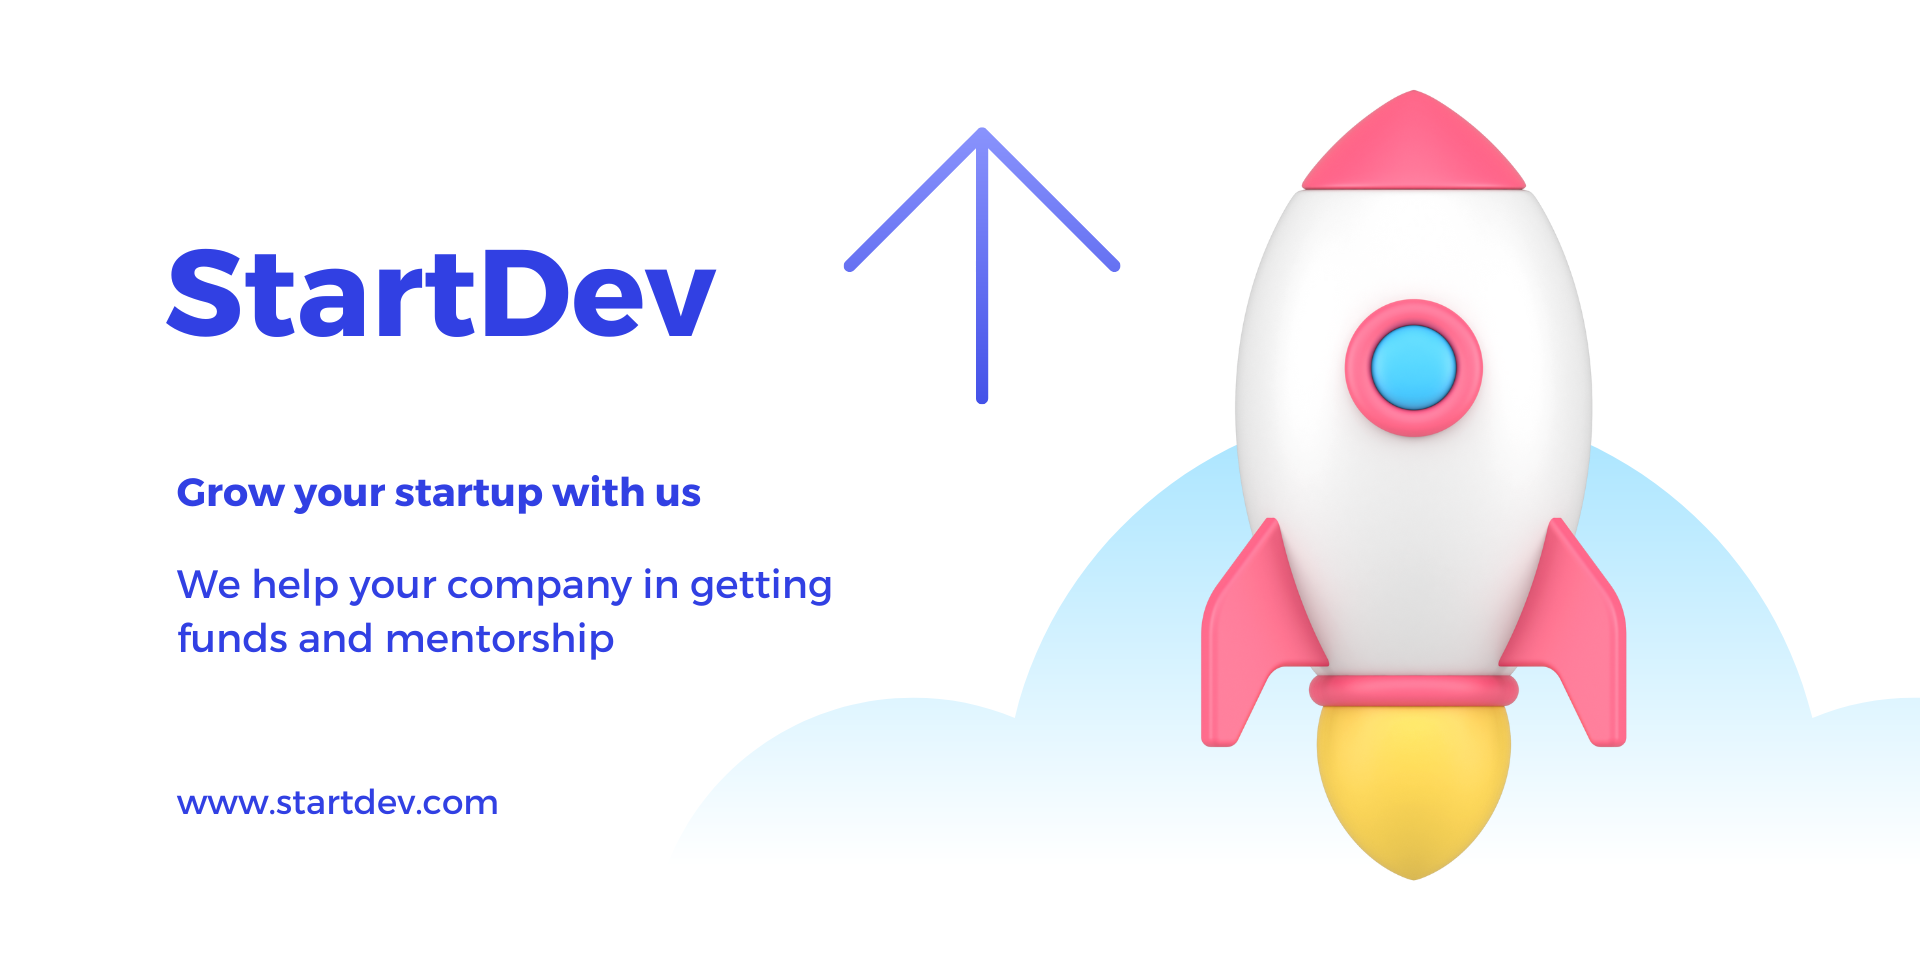 StartDev
Grow your startup with us
We help your company in getting
funds and mentorship
www.startdev.com